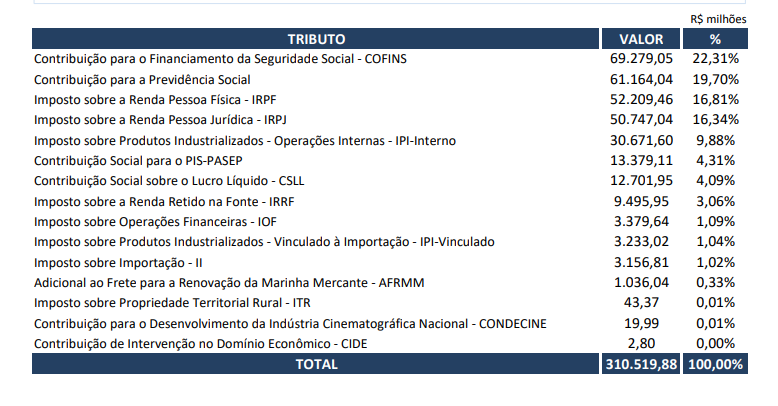 R$ milhões
TRIBUTO VALOR %
Contribuição para o Financiamento da Seguridade Social - COFINS 69.279,05 22,31%
Contribuição para a Previdência Social 61.164,04 19,70%
Imposto sobre a Renda Pessoa Física - IRPF 52.209,46 16,81%
Imposto sobre a Renda Pessoa Jurídica - IRPJ 50.747,04 16,34%
Imposto sobre Produtos Industrializados - Operações Internas - IPI-Interno 30.671,60 9,88%
Contribuição Social para o PIS-PASEP 13.379,11 4,31%
Contribuição Social sobre o Lucro Líquido - CSLL 12.701,95 4,09%
Imposto sobre a Renda Retido na Fonte - IRRF 9.495,95 3,06%
Imposto sobre Operações Financeiras - IOF 3.379,64 1,09%
Imposto sobre Produtos Industrializados - Vinculado à Importação - IPI-Vinculado 3.233,02 1,04%
Imposto sobre Importação - II 3.156,81 1,02%
Adicional ao Frete para a Renovação da Marinha Mercante - AFRMM 1.036,04 0,33%
Imposto sobre Propriedade Territorial Rural - ITR 43,37 0,01%
Contribuição para o Desenvolvimento da Indústria Cinematográfica Nacional - CONDECINE 19,99 0,01%
Contribuição de Intervenção no Domínio Econômico - CIDE 2,80 0,00%
TOTAL 310.519,88 100,00%